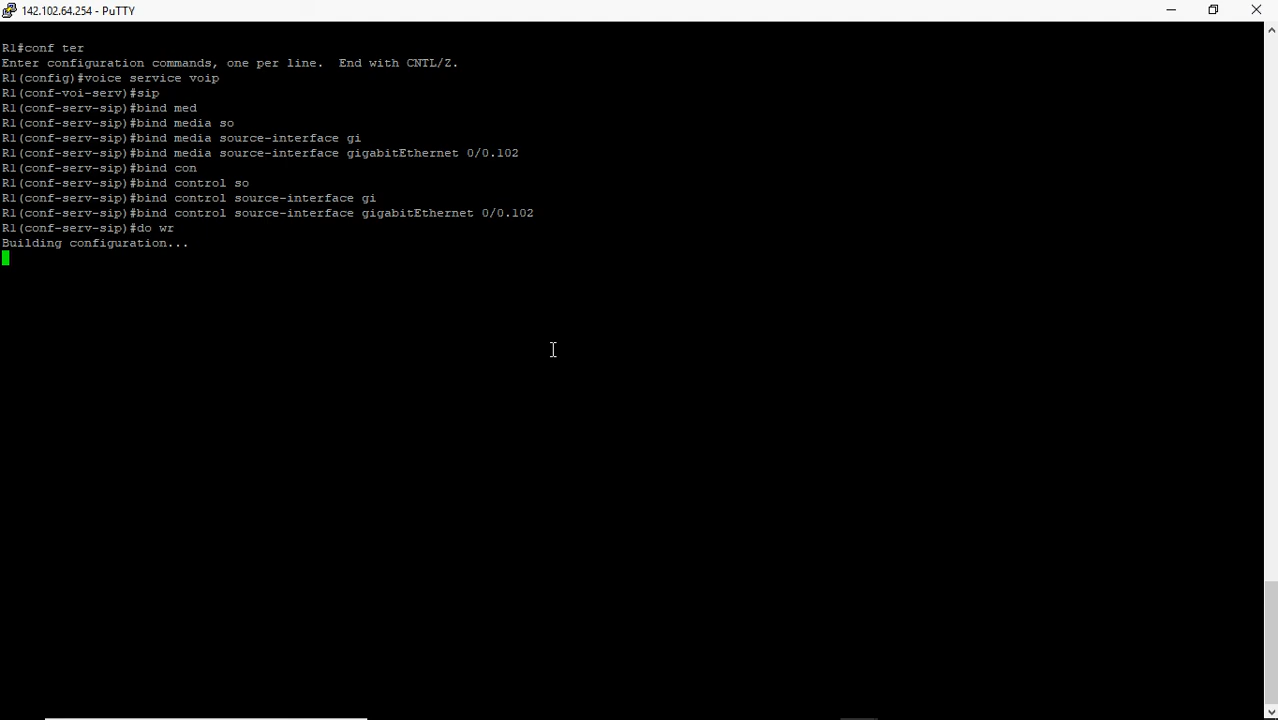 142.102.64.254 - PuTTY
R1#conf ter
Enter configuration commands, one per line.  End with CNTL/Z.
R1(config)#voice service voip
R1(conf-voi-serv)#sip
R1(conf-serv-sip)#bind med
R1(conf-serv-sip)#bind media so
R1(conf-serv-sip)#bind media source-interface gi
R1(conf-serv-sip)#bind media source-interface gigabitEthernet 0/0.102
R1(conf-serv-sip)#bind con
R1(conf-serv-sip)#bind control so
R1(conf-serv-sip)#bind control source-interface gi
R1(conf-serv-sip)#bind control source-interface gigabitEthernet 0/0.102
R1(conf-serv-sip)#do wr
Building configuration...